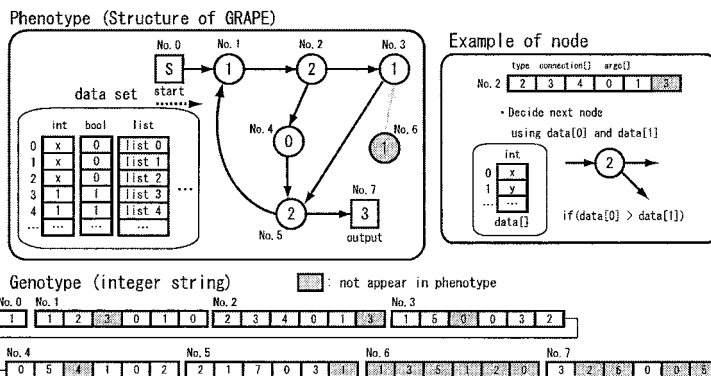 Phenotype (Structure of GRAPE)
No. 0 No. 1 No. 2 No. 3
S 1 2 1
start
data set
int bool list
0 x 0 list 0
1 x 0 list 1
2 x 0 list 2
3 1 1 list 3
4 1 1 list 4
... ... ... ...
...
No. 4
0
No. 6
1
No. 5
2
No. 7
3
output
Example of node
type connection[] arg[]
No. 2 2 3 4 0 1 3
・Decide next node
using data[0] and data[1]
int
0 x
1 y
... ...
data[]
2
if(data[0] > data[1])
Genotype (integer string)
: not appear in phenotype
No. 0 No. 1 No. 2 No. 3
1 1 2 3 0 1 0 2 3 4 0 1 3 1 5 0 0 3 2
No. 4 No. 5 No. 6 No. 7
0 5 4 1 0 2 2 1 7 0 3 1 1 3 5 1 2 0 3 2 6 0 0 5